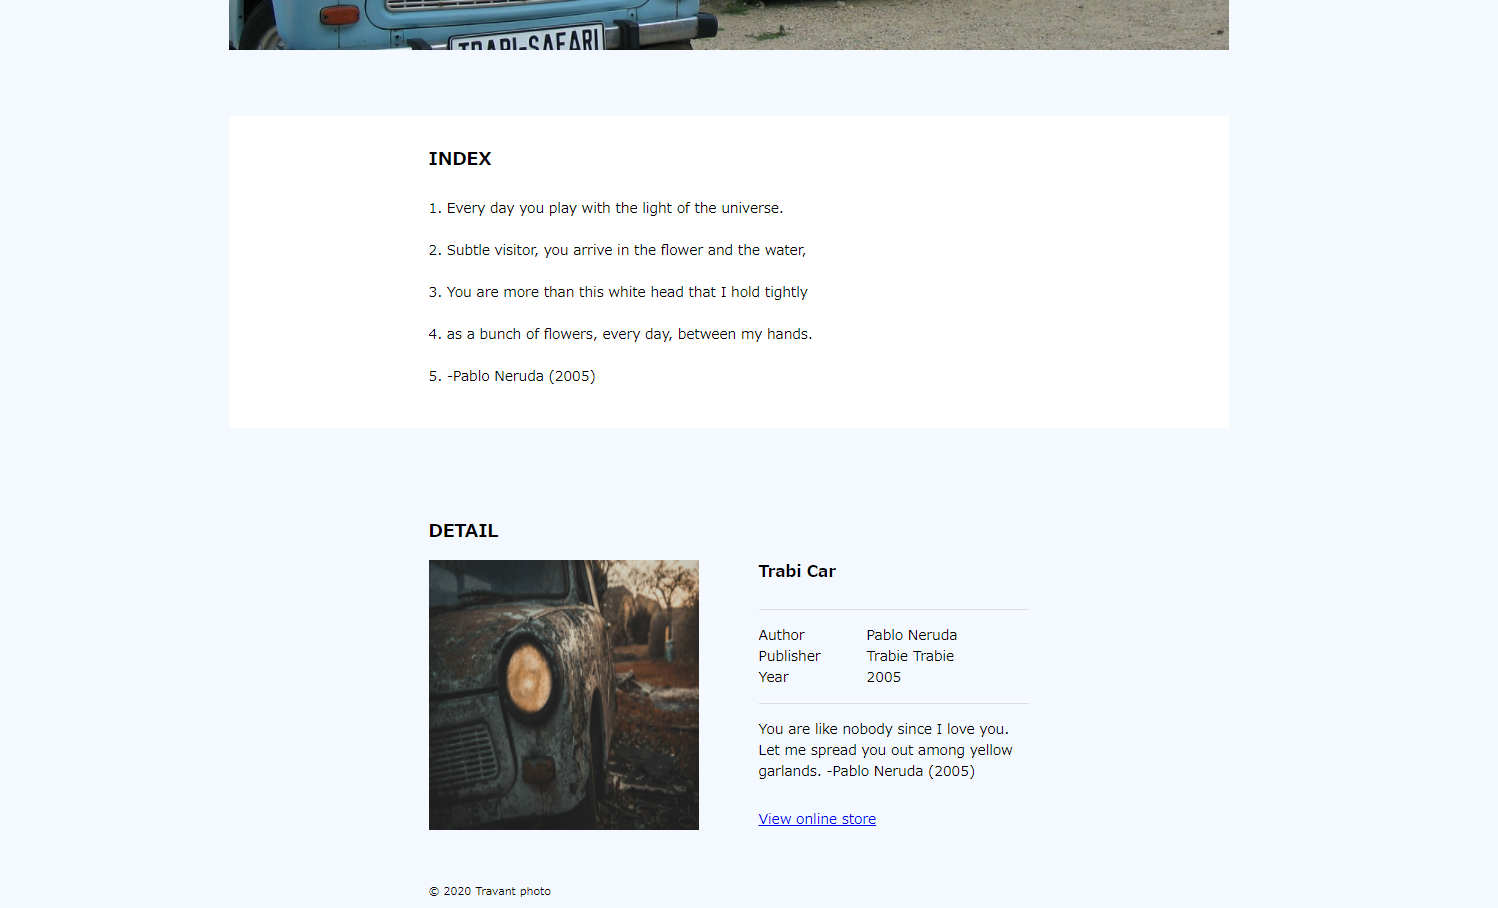 TRABI-SAFARI
INDEX
1. Every day you play with the light of the universe.
2. Subtle visitor, you arrive in the flower and the water,
3. You are more than this white head that I hold tightly
4. as a bunch of flowers, every day, between my hands.
5. -Pablo Neruda (2005)
DETAIL
Trabi Car
Author Pablo Neruda
Publisher Trabie Trabie
Year 2005
You are like nobody since I love you.
Let me spread you out among yellow
garlands. -Pablo Neruda (2005)
View online store
© 2020 Travant photo